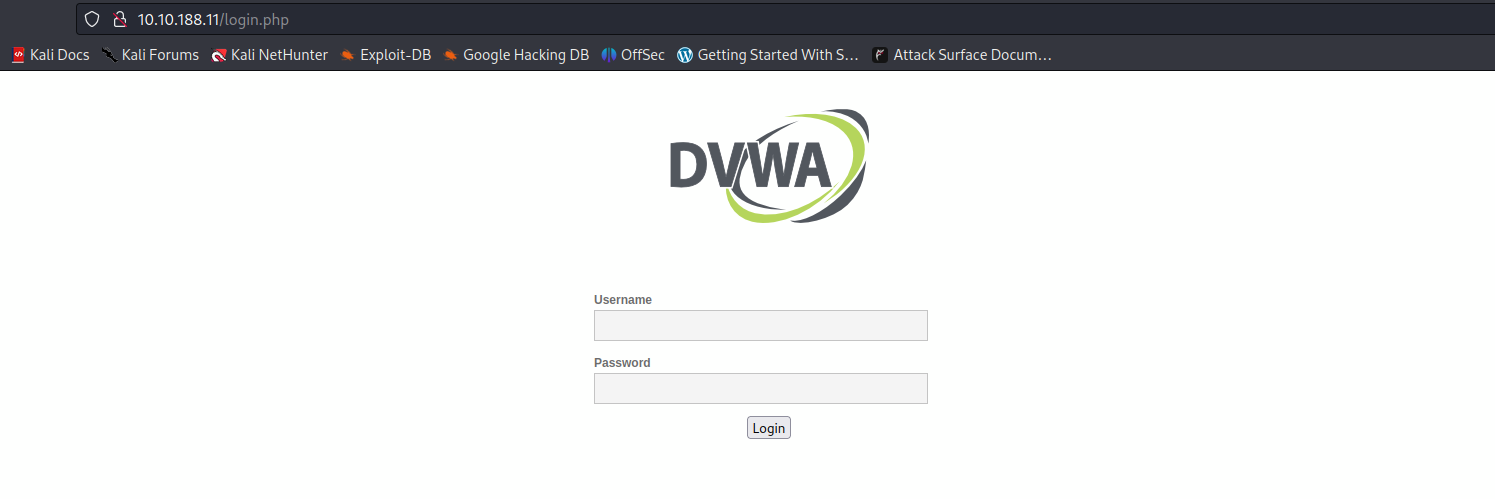 10.10.188.11/login.php
Kali Docs Kali Forums Kali NetHunter Exploit-DB Google Hacking DB OffSec Getting Started With S… Attack Surface Docum…
DVWA
Username
Password
Login